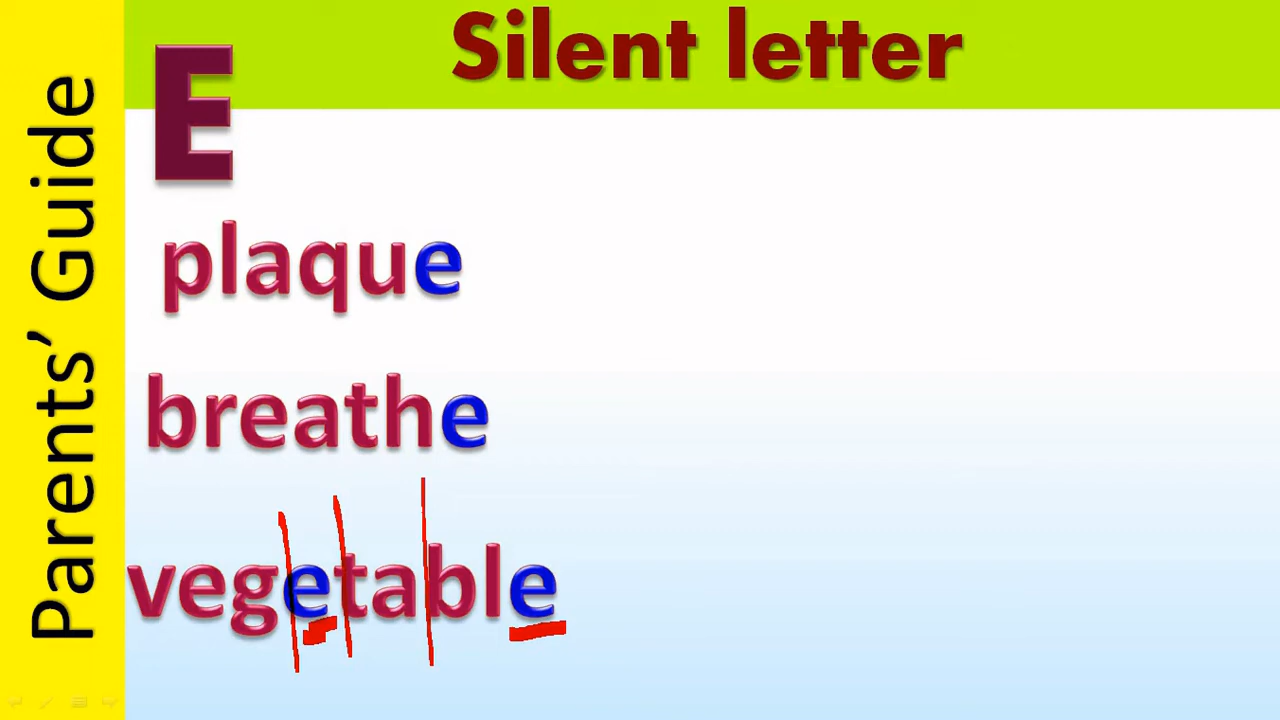 Parents’ Guide
Silent letter
E
plaque
breathe
vegetable